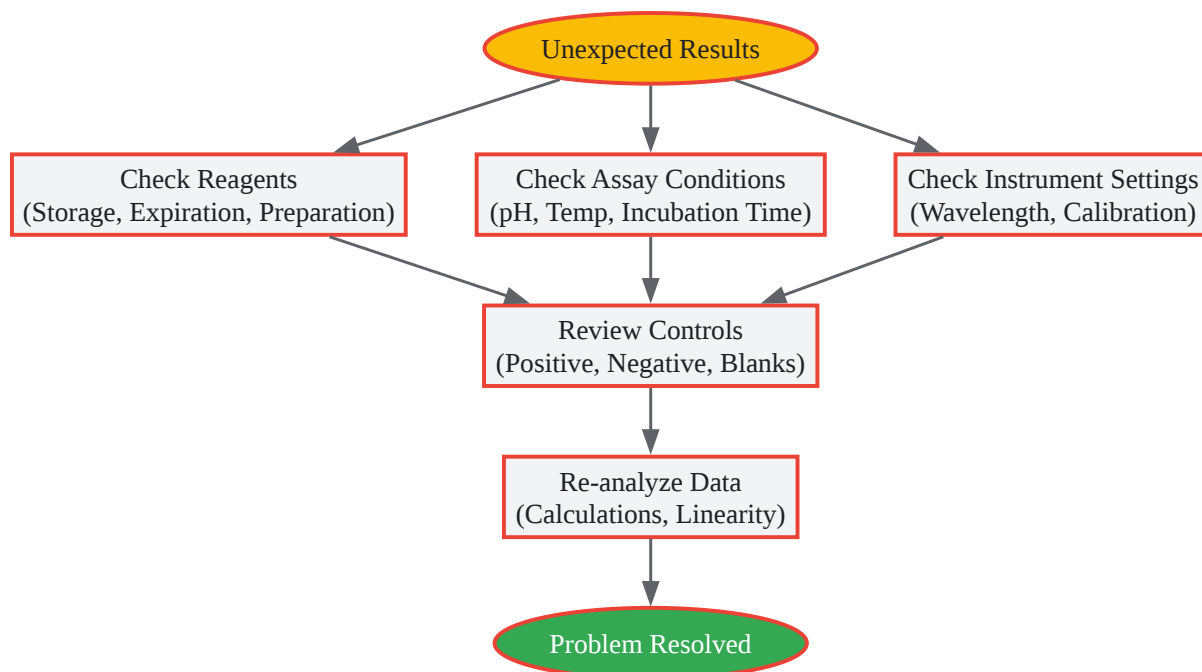 Unexpected Results
Check Reagents
(Storage, Expiration, Preparation)
Check Assay Conditions
(pH, Temp, Incubation Time)
Check Instrument Settings
(Wavelength, Calibration)
Review Controls
(Positive, Negative, Blanks)
Re-analyze Data
(Calculations, Linearity)
Problem Resolved